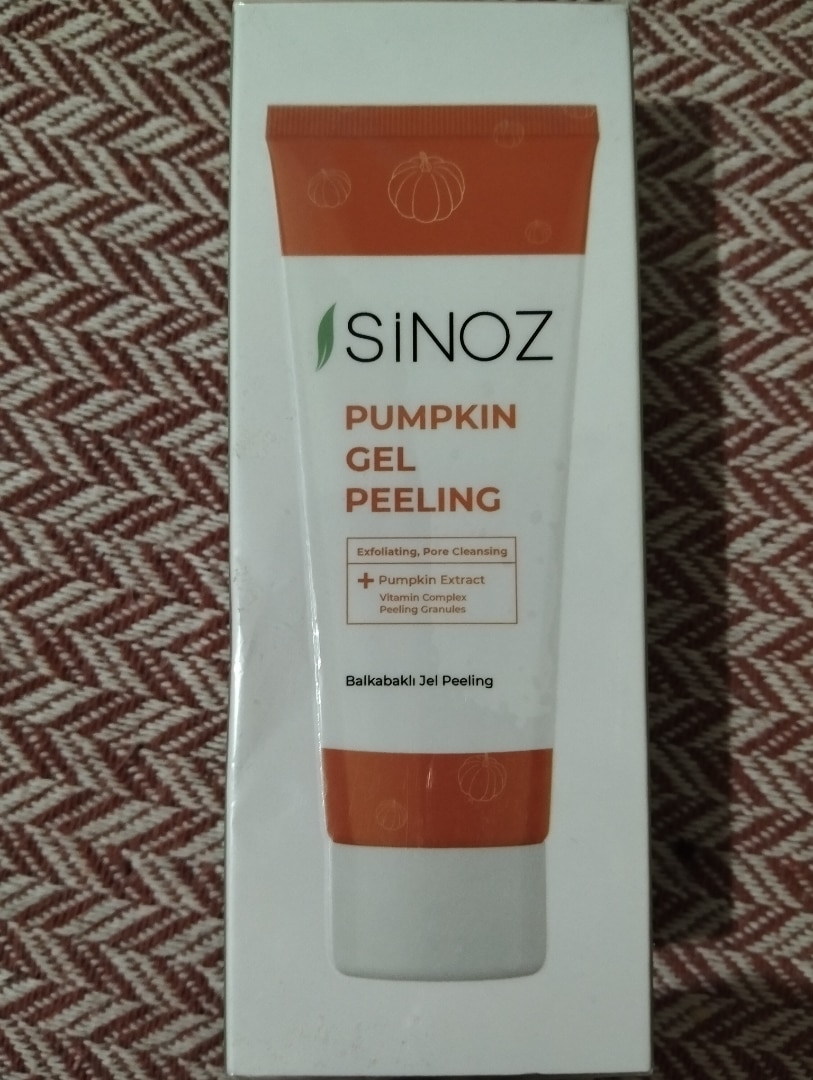 SiNOZ
PUMPKIN
GEL
PEELING
Exfoliating, Pore Cleansing
+ Pumpkin Extract
Vitamin Complex
Peeling Granules
Balkabaklı Jel Peeling